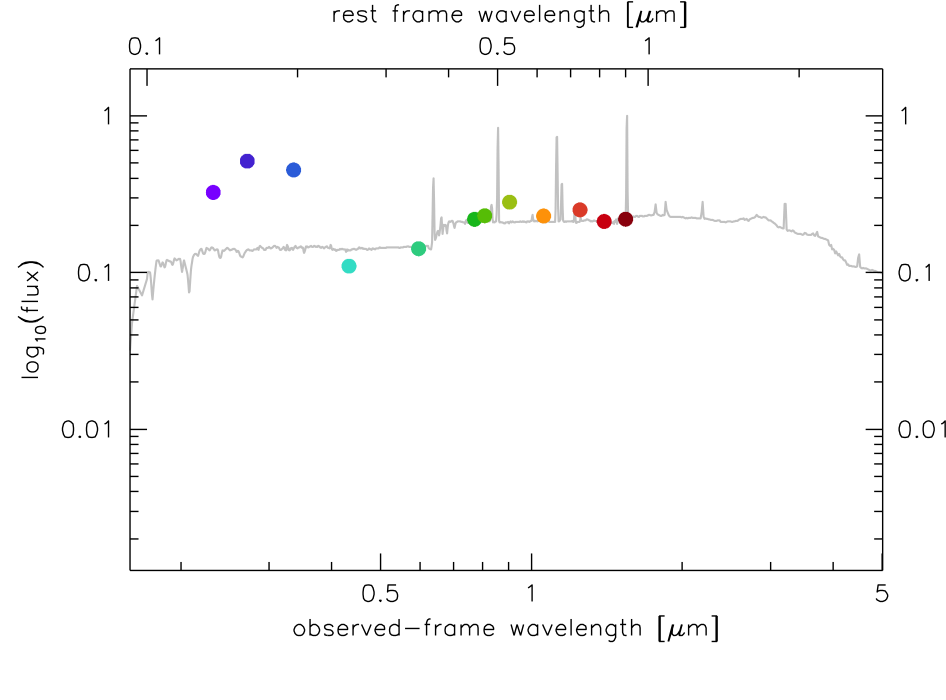 rest frame wavelength [μm]
0.1 0.5 1
1 1
0.1 0.1
0.01 0.01
log10(flux)
0.5 1 5
observed-frame wavelength [μm]